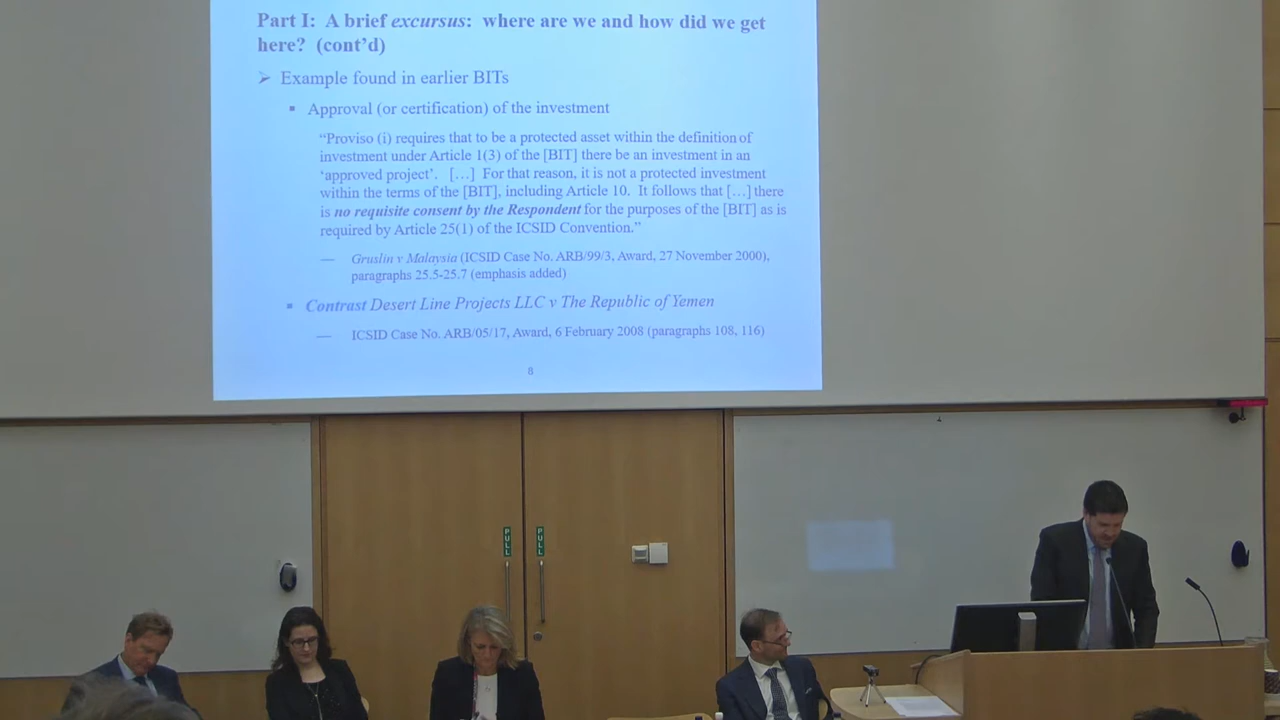 Part I: A brief excursus: where are we and how did we get
here? (cont’d)
➢ Example found in earlier BITs
▪ Approval (or certification) of the investment
“Proviso (i) requires that to be a protected asset within the definition of
investment under Article 1(3) of the [BIT] there be an investment in an
‘approved project’. […] For that reason, it is not a protected investment
within the terms of the [BIT], including Article 10. It follows that […] there
is no requisite consent by the Respondent for the purposes of the [BIT] as is
required by Article 25(1) of the ICSID Convention.”
— Gruslin v Malaysia (ICSID Case No. ARB/99/3, Award, 27 November 2000),
paragraphs 25.5-25.7 (emphasis added)
▪ Contrast Desert Line Projects LLC v The Republic of Yemen
— ICSID Case No. ARB/05/17, Award, 6 February 2008 (paragraphs 108, 116)
8
PULL
PULL